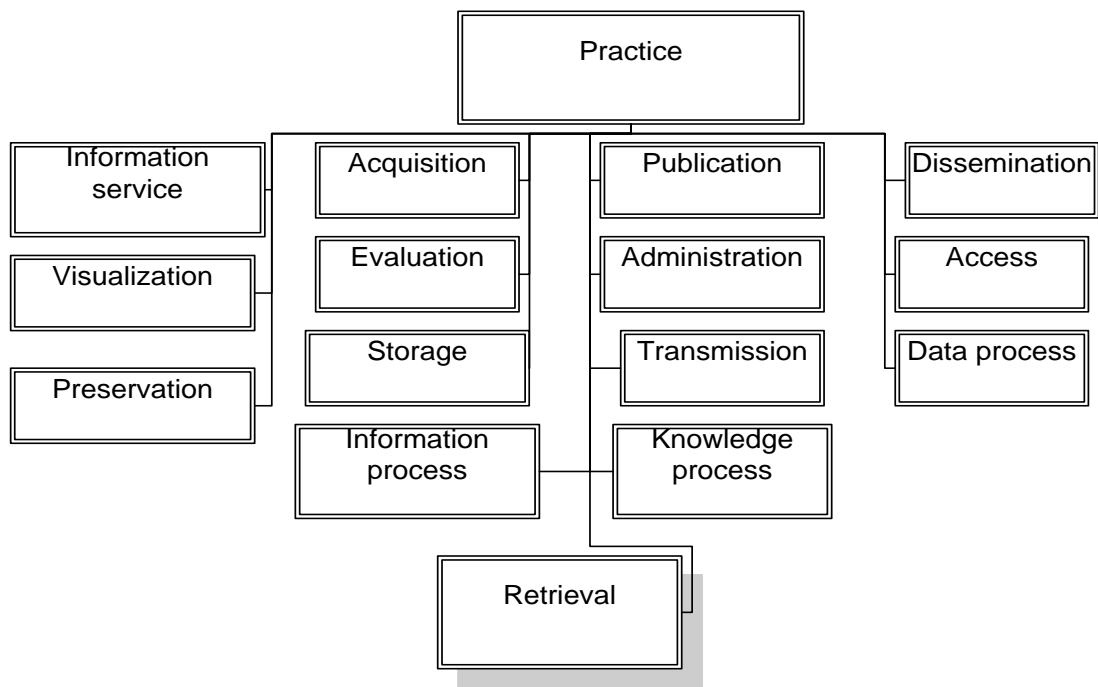 Practice
Information
service
Acquisition
Publication
Dissemination
Visualization
Evaluation
Administration
Access
Preservation
Storage
Transmission
Data process
Information
process
Knowledge
process
Retrieval